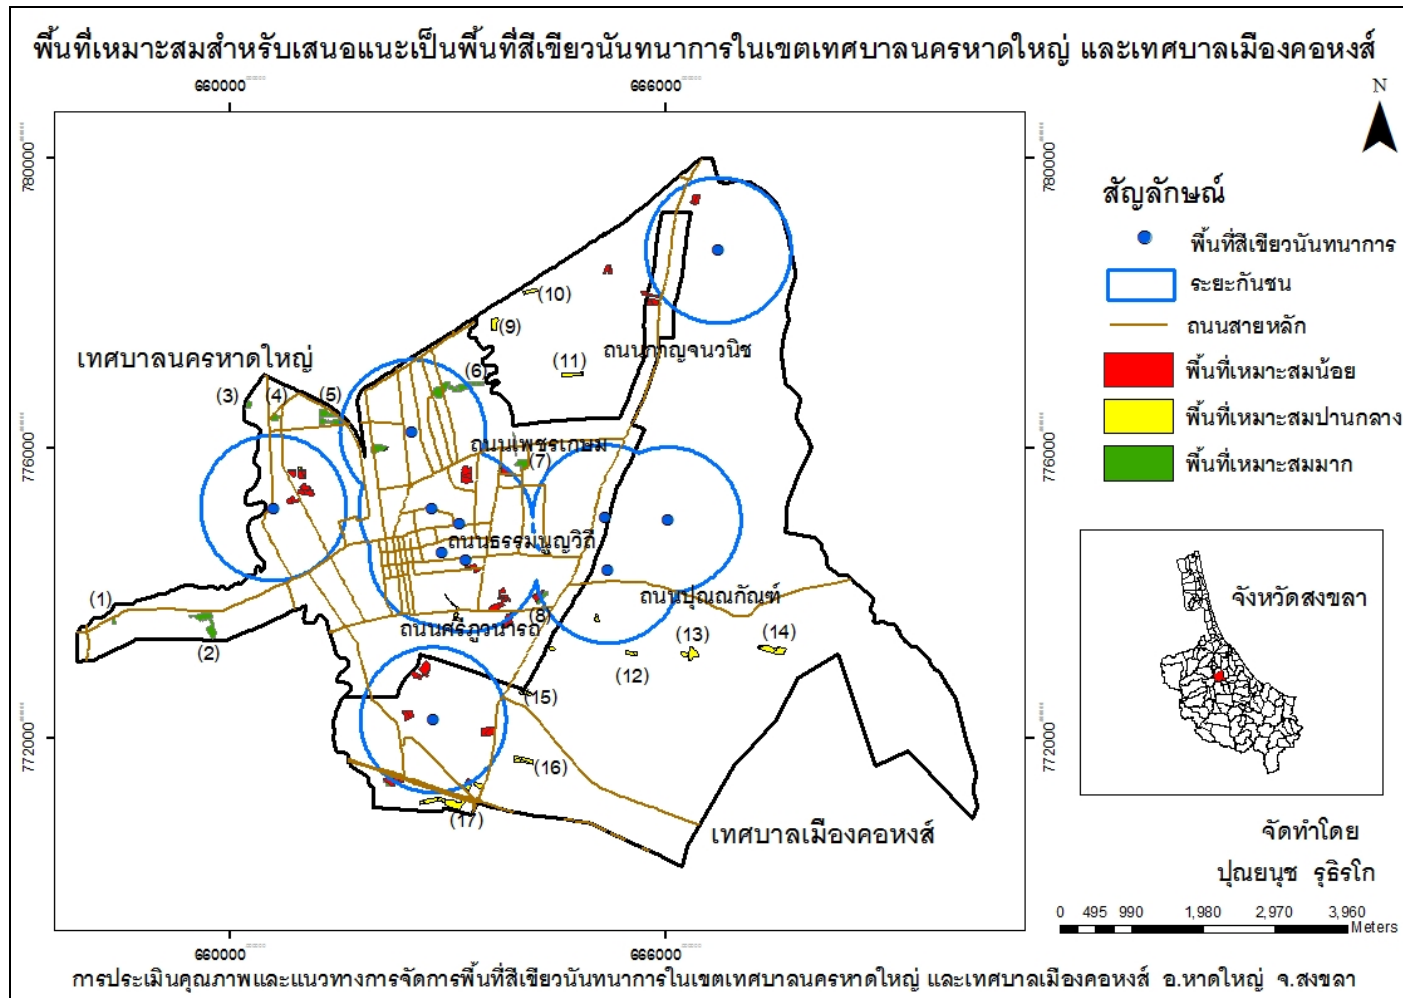 พื้นที่เหมาะสมสำหรับเสนอแนะเป็นพื้นที่สีเขียวนันทนาการในเขตเทศบาลนครหาดใหญ่ และเทศบาลเมืองคอหงส์
660000
666000
N
780000
780000
สัญลักษณ์
พื้นที่สีเขียวนันทนาการ
ระยะกันชน
ถนนสายหลัก
พื้นที่เหมาะสมน้อย
พื้นที่เหมาะสมปานกลาง
พื้นที่เหมาะสมมาก
(10)
(9)
ถนนกาญจนวนิช
เทศบาลนครหาดใหญ่
(11)
(6)
(3)
(4)
(5)
776000
776000
ถนนเพชรเกษม
(7)
ถนนธรรมนูญวิถี
ถนนปุณณกัณฑ์
(1)
(8)
ถนนศรีภูวนารถ
(2)
(13)
(14)
(12)
(15)
772000
772000
(16)
(17)
เทศบาลเมืองคอหงส์
จังหวัดสงขลา
จัดทำโดย
ปุณยนุช รุธิรโก
0 495 990 1,980 2,970 3,960
Meters
660000
666000
การประเมินคุณภาพและแนวทางการจัดการพื้นที่สีเขียวนันทนาการในเขตเทศบาลนครหาดใหญ่ และเทศบาลเมืองคอหงส์ อ.หาดใหญ่ จ.สงขลา